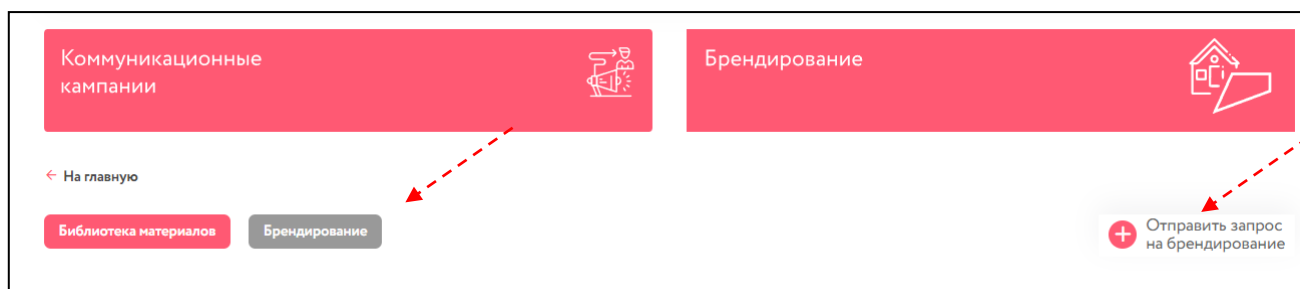 Коммуникационные
кампании
Брендирование
← На главную
Библиотека материалов
Брендирование
Отправить запрос
на брендирование